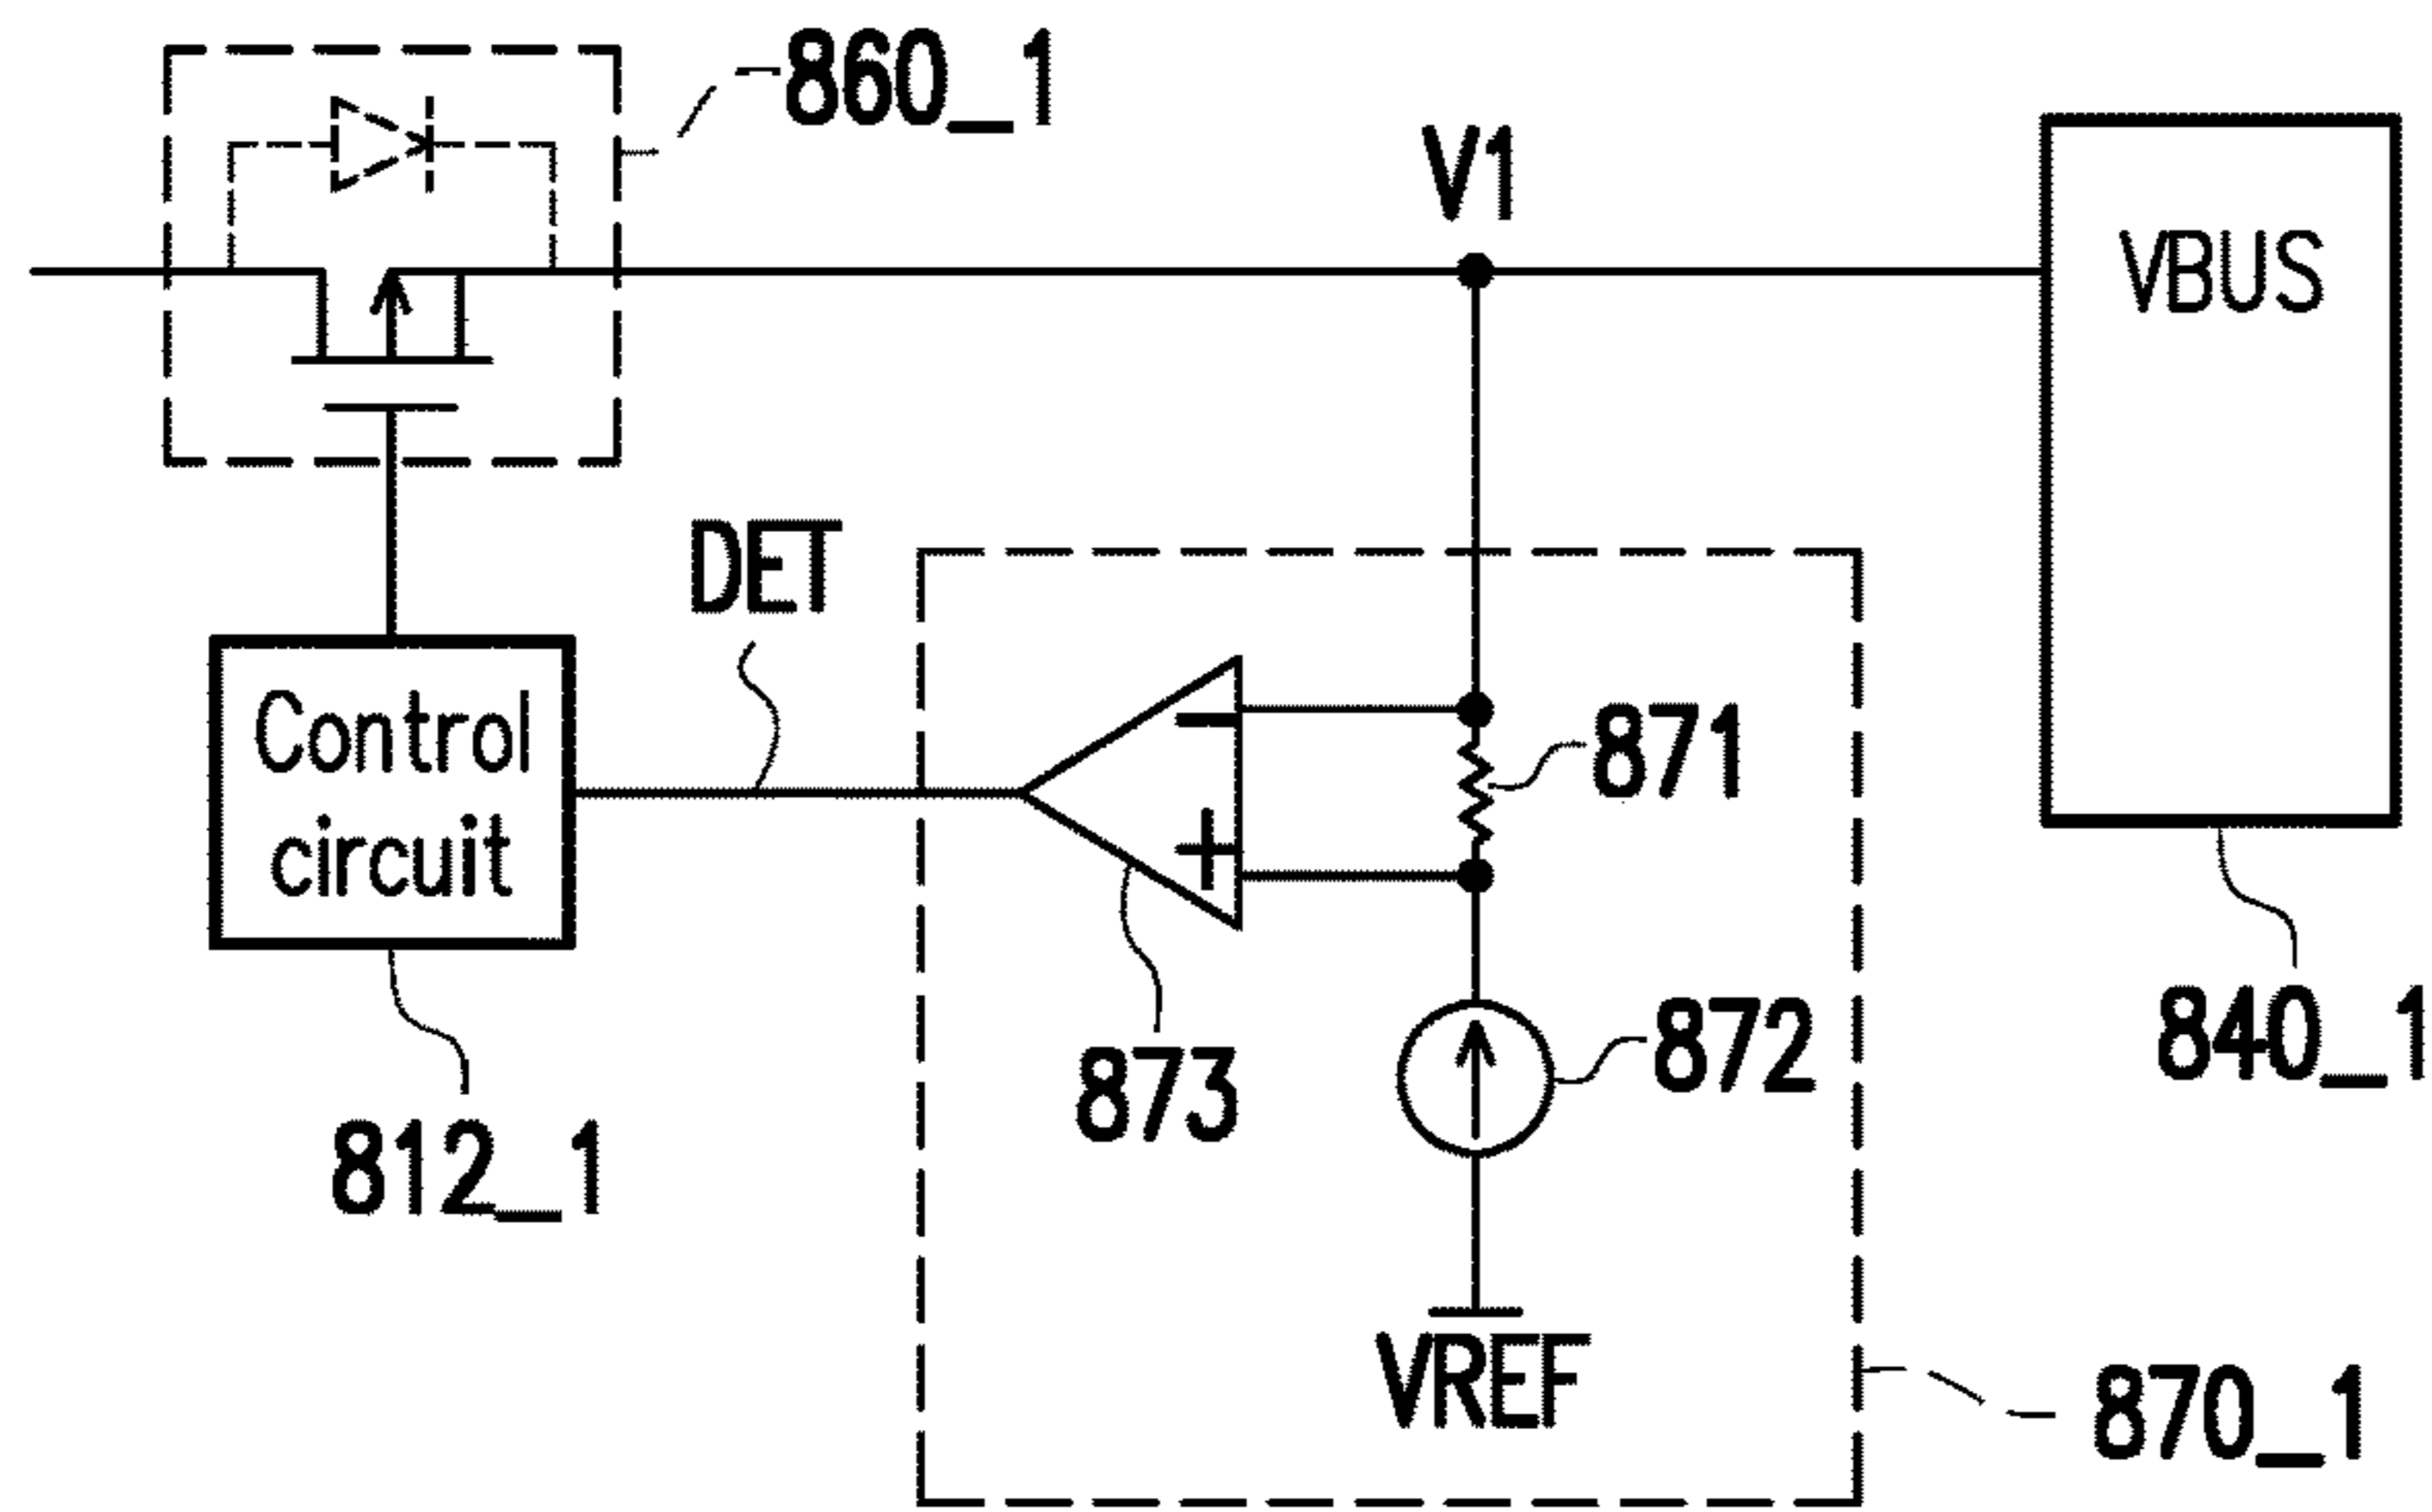 860_1
V1
VBUS
DET
Control
circuit
−
+
871
872
873
840_1
812_1
VREF
870_1